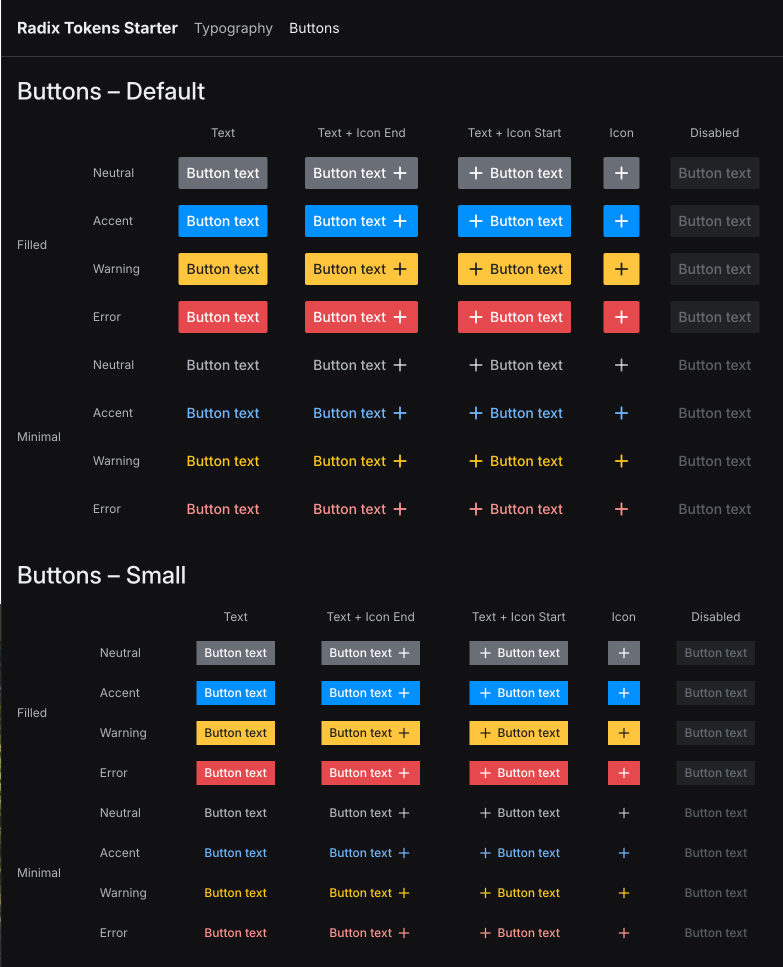 Radix Tokens Starter Typography Buttons
Buttons – Default
Text Text + Icon End Text + Icon Start Icon Disabled
Neutral Button text Button text Button text Button text
Accent Button text Button text Button text Button text
Filled
Warning Button text Button text Button text Button text
Error Button text Button text Button text Button text
Neutral Button text Button text Button text Button text
Accent Button text Button text Button text Button text
Minimal
Warning Button text Button text Button text Button text
Error Button text Button text Button text Button text
Buttons – Small
Text Text + Icon End Text + Icon Start Icon Disabled
Neutral Button text Button text Button text Button text
Accent Button text Button text Button text Button text
Filled
Warning Button text Button text Button text Button text
Error Button text Button text Button text Button text
Neutral Button text Button text Button text Button text
Accent Button text Button text Button text Button text
Minimal
Warning Button text Button text Button text Button text
Error Button text Button text Button text Button text